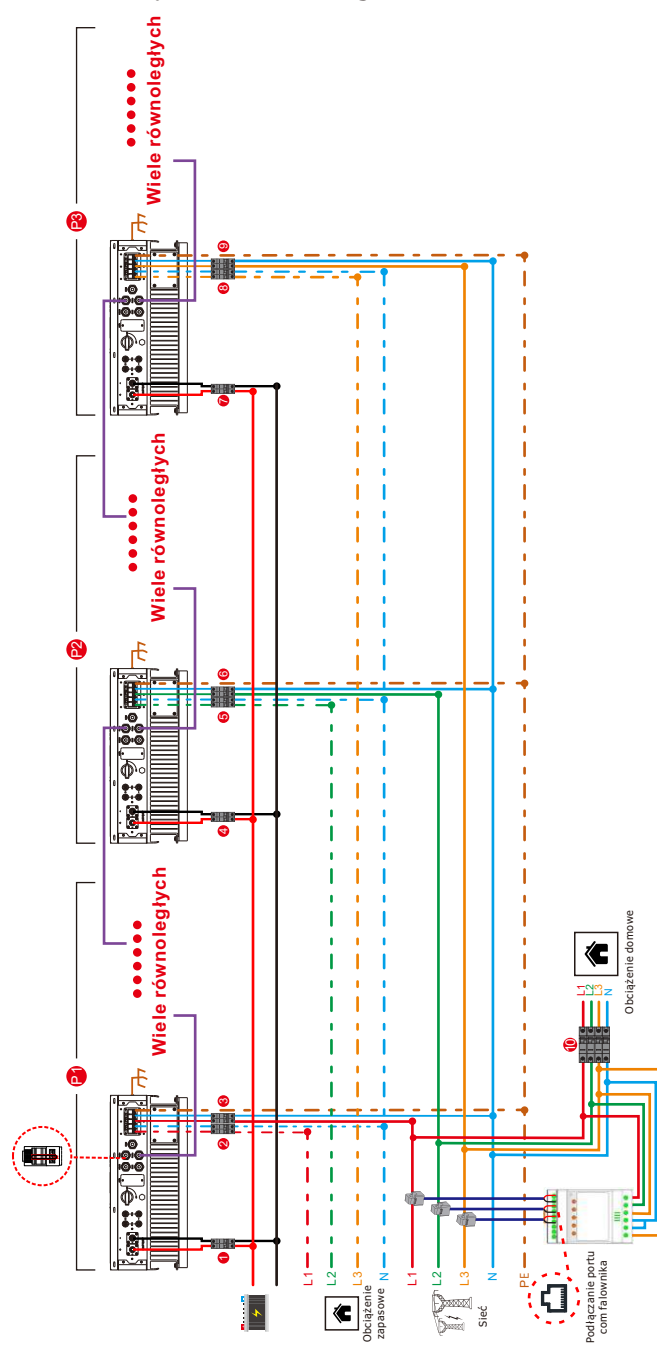 P1
P2
P3
Wiele równoległych
Wiele równoległych
Wiele równoległych
1
2
3
4
5
6
7
8
9
L1
L2
L3
N
Obciążenie
zapasowe
L1
L2
L3
N
Sieć
PE
Podłączanie portu
com falownika
10
L1
L2
L3
N
Obciążenie domowe